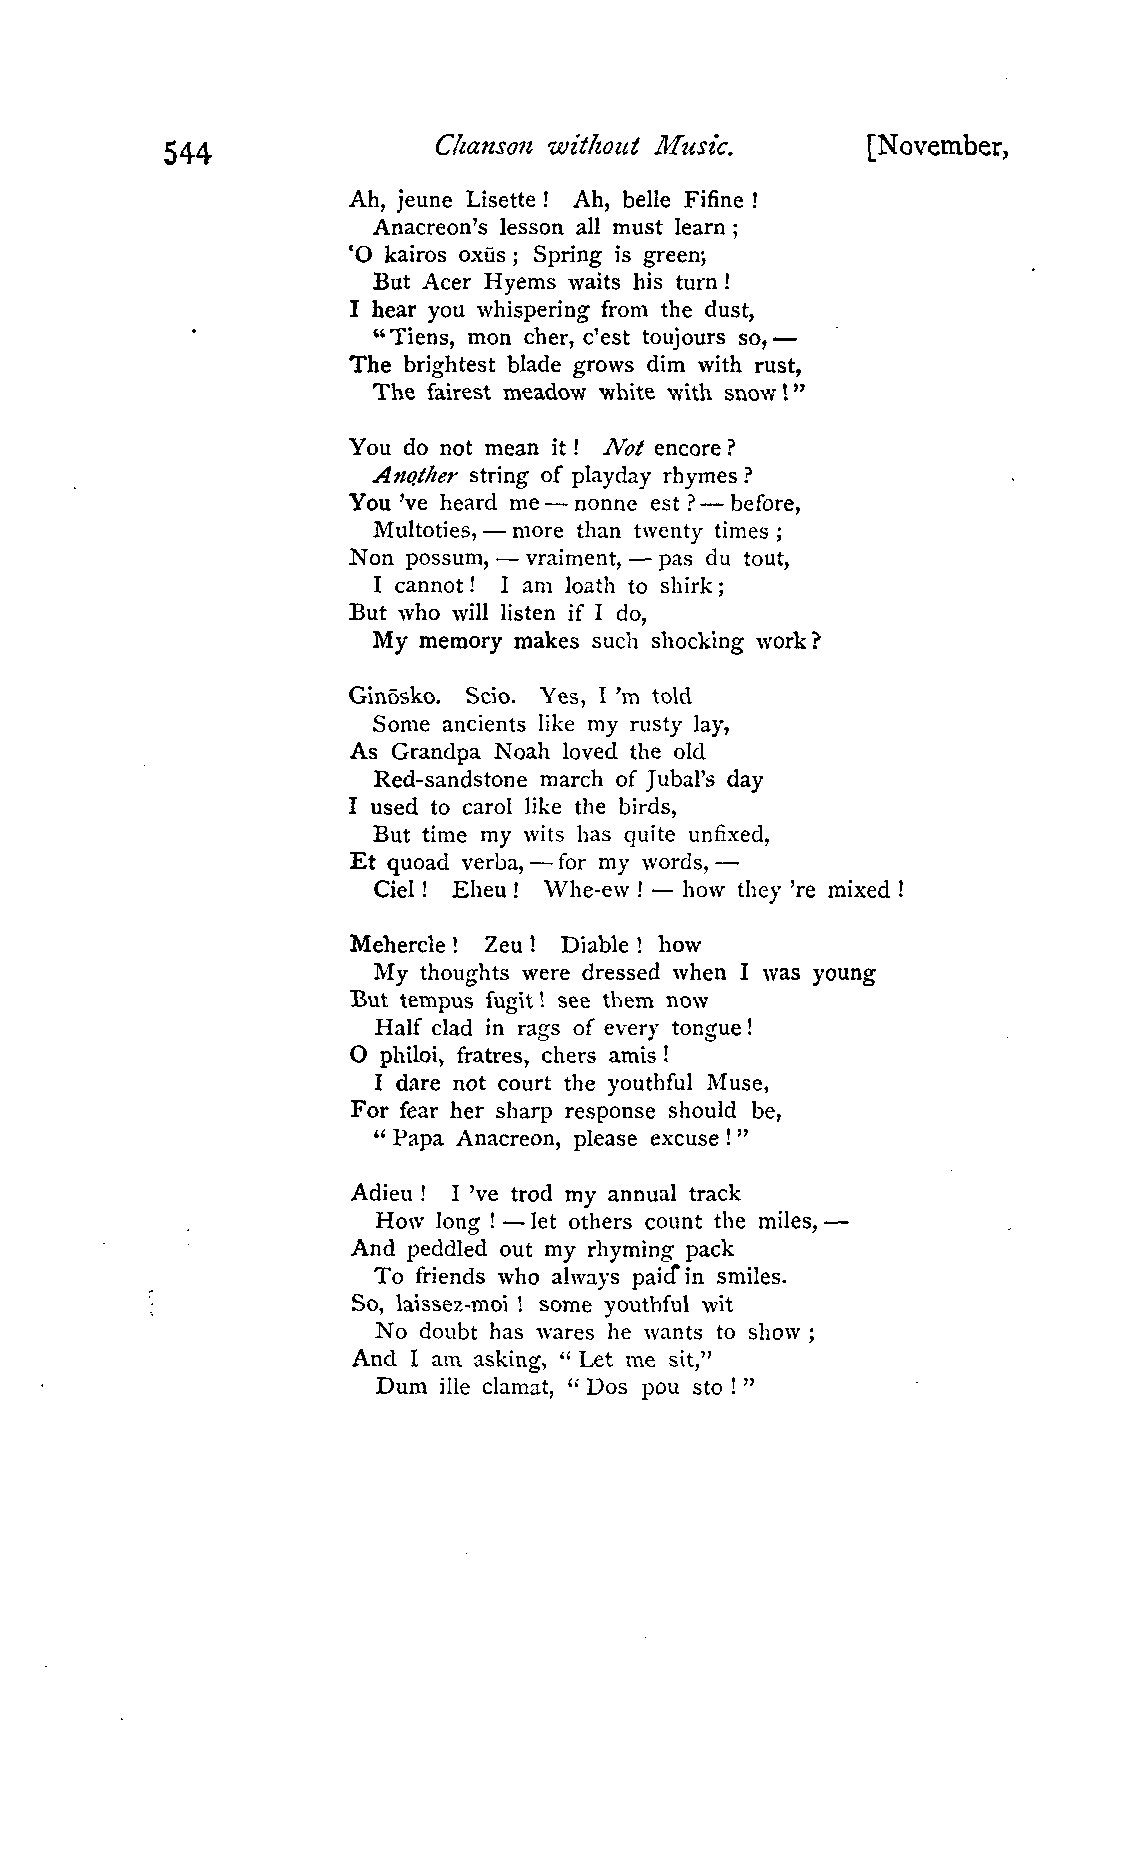 544 Chanson without Music. [November,
Ah, jeune Lisette! Ah, belle Fifine!
Anacreon's lesson all must learn;
'O kairos oxūs; Spring is green;
But Acer Hyems waits his turn!
I hear you whispering from the dust,
"Tiens, mon cher, c'est toujours so,—
The brightest blade grows dim with rust,
The fairest meadow white with snow!"
You do not mean it! Not encore?
Another string of playday rhymes?
You 've heard me — nonne est? — before,
Multoties, — more than twenty times;
Non possum, — vraiment, — pas du tout,
I cannot! I am loath to shirk;
But who will listen if I do,
My memory makes such shocking work?
Ginōsko. Scio. Yes, I 'm told
Some ancients like my rusty lay,
As Grandpa Noah loved the old
Red-sandstone march of Jubal's day
I used to carol like the birds,
But time my wits has quite unfixed,
Et quoad verba, — for my words, —
Ciel! Eheu! Whe-ew! — how they 're mixed!
Mehercle! Zeu! Diable! how
My thoughts were dressed when I was young
But tempus fugit! see them now
Half clad in rags of every tongue!
O philoi, fratres, chers amis!
I dare not court the youthful Muse,
For fear her sharp response should be,
"Papa Anacreon, please excuse!"
Adieu! I 've trod my annual track
How long! — let others count the miles, —
And peddled out my rhyming pack
To friends who always paid in smiles.
So, laissez-moi! some youthful wit
No doubt has wares he wants to show;
And I am asking, "Let me sit,"
Dum ille clamat, "Dos pou sto!"